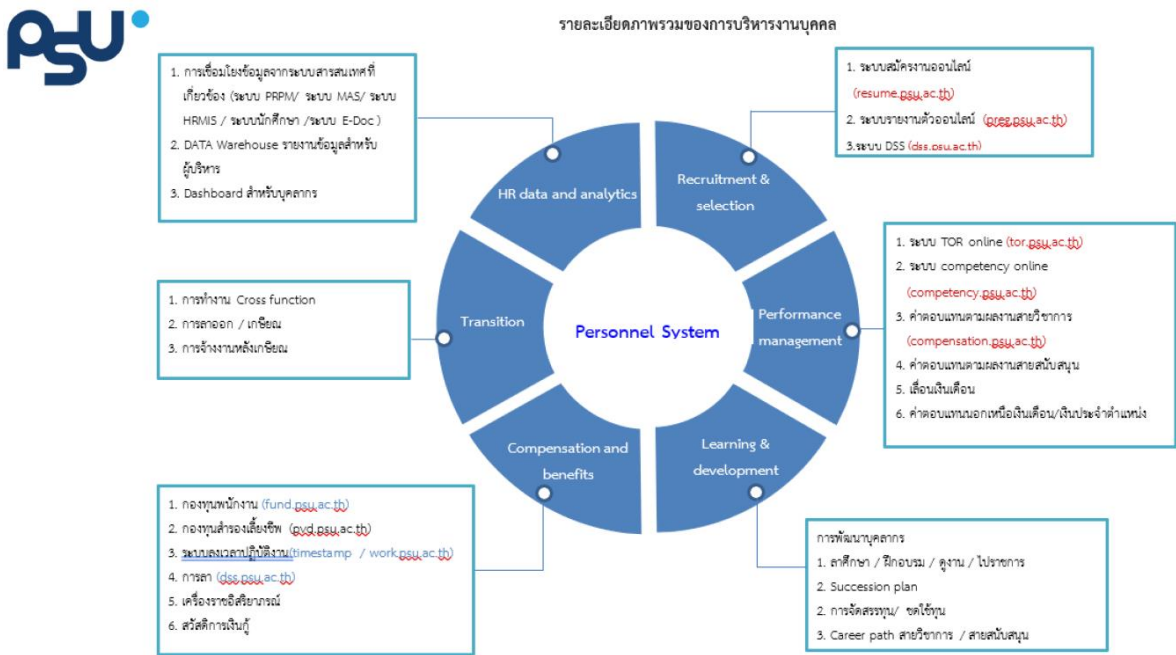 PSU
รายละเอียดภาพรวมของการบริหารงานบุคคล
1. การเชื่อมโยงข้อมูลจากระบบสารสนเทศที่
เกี่ยวข้อง (ระบบ PRPM/ ระบบ MAS/ ระบบ
HRMIS / ระบบนักศึกษา /ระบบ E-Doc )
2. DATA Warehouse รายงานข้อมูลสำหรับ
ผู้บริหาร
3. Dashboard สำหรับบุคลากร
1. ระบบสมัครงานออนไลน์
(resume.psu.ac.th)
2. ระบบรายงานตัวออนไลน์ (preg.psu.ac.th)
3.ระบบ DSS (dss.psu.ac.th)
HR data and analytics
Recruitment &
selection
1. ระบบ TOR online (tor.psu.ac.th)
2. ระบบ competency online
(competency.psu.ac.th)
3. ค่าตอบแทนตามผลงานสายวิชาการ
(compensation.psu.ac.th)
4. ค่าตอบแทนตามผลงานสายสนับสนุน
5. เลื่อนเงินเดือน
6. ค่าตอบแทนนอกเหนือเงินเดือน/เงินประจำตำแหน่ง
1. การทำงาน Cross function
2. การลาออก / เกษียณ
3. การจ้างงานหลังเกษียณ
Transition
Personnel System
Performance
management
Compensation and
benefits
Learning &
development
1. กองทุนพนักงาน (fund.psu.ac.th)
2. กองทุนสำรองเลี้ยงชีพ (pvd.psu.ac.th)
3. ระบบลงเวลาปฏิบัติงาน(timestamp / work.psu.ac.th)
4. การลา (dss.psu.ac.th)
5. เครื่องราชอิสริยาภรณ์
6. สวัสดิการเงินกู้
การพัฒนาบุคลากร
1. ลาศึกษา / ฝึกอบรม / ดูงาน / ไปราชการ
2. Succession plan
2. การจัดสรรทุน/ ชดใช้ทุน
3. Career path สายวิชาการ / สายสนับสนุน